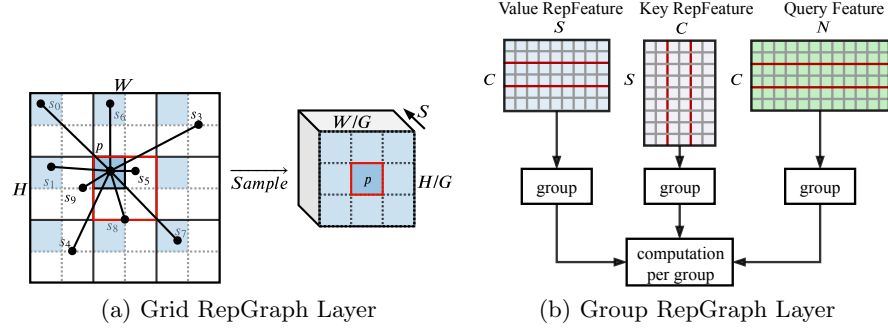 Value RepFeature Key RepFeature Query Feature
S C N
W
s0 s6 s3
p
s1 s5
s9
s8
s4 s7
H
Sample
W/G
S
p
H/G
C S C
group group group
computation
per group
(a) Grid RepGraph Layer (b) Group RepGraph Layer